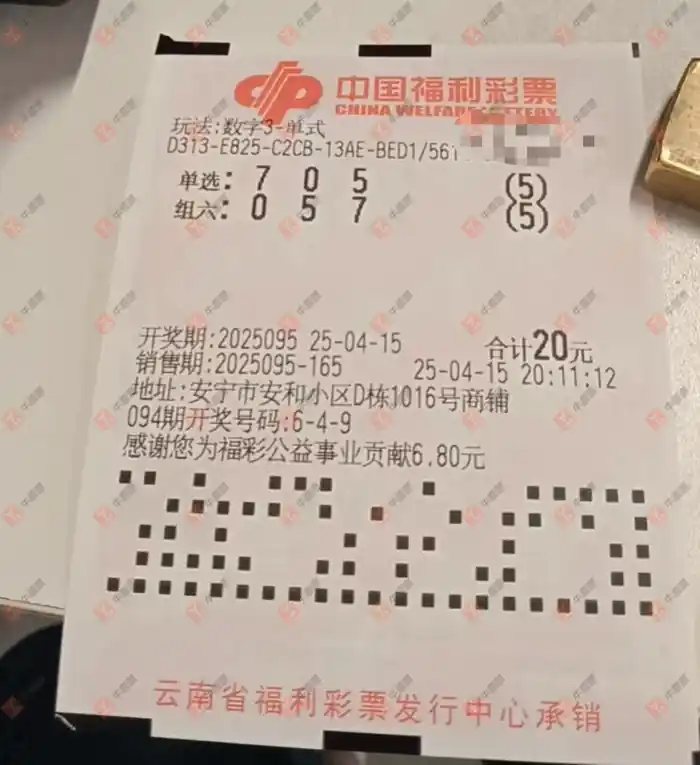 中国福利彩票
CHINA WELFARE LOTTERY
玩法:数字3-单式
D313-E825-C2CB-13AE-BED1/561
单选: 7 0 5 (5)
组六: 0 5 7 (5)
开奖期:2025095 25-04-15 合计20元
销售期:2025095-165 25-04-15 20:11:12
地址:安宁市安和小区D栋1016号商铺
094期开奖号码:6-4-9
感谢您为福彩公益事业贡献6.80元
云南省福利彩票发行中心承销